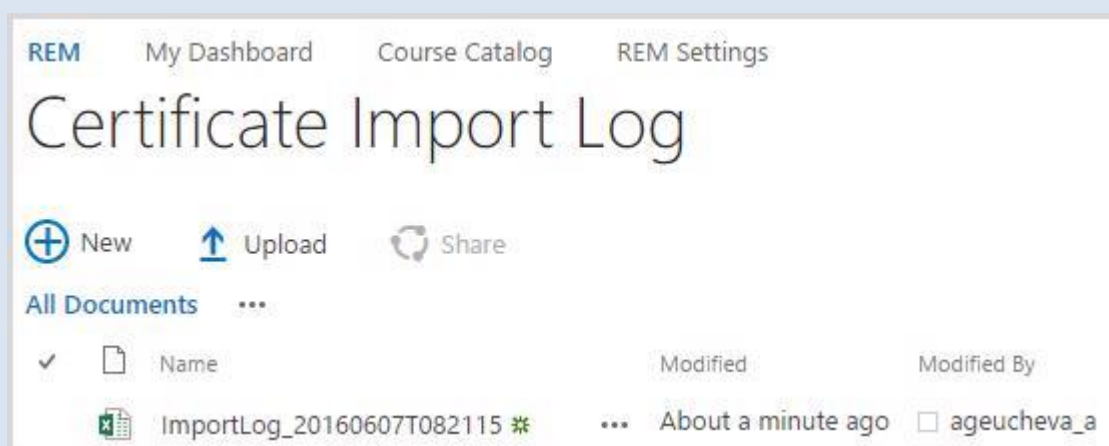 REM My Dashboard Course Catalog REM Settings
Certificate Import Log
New Upload Share
All Documents ...
Name Modified Modified By
ImportLog_20160607T082115 ... About a minute ago ageucheva_a